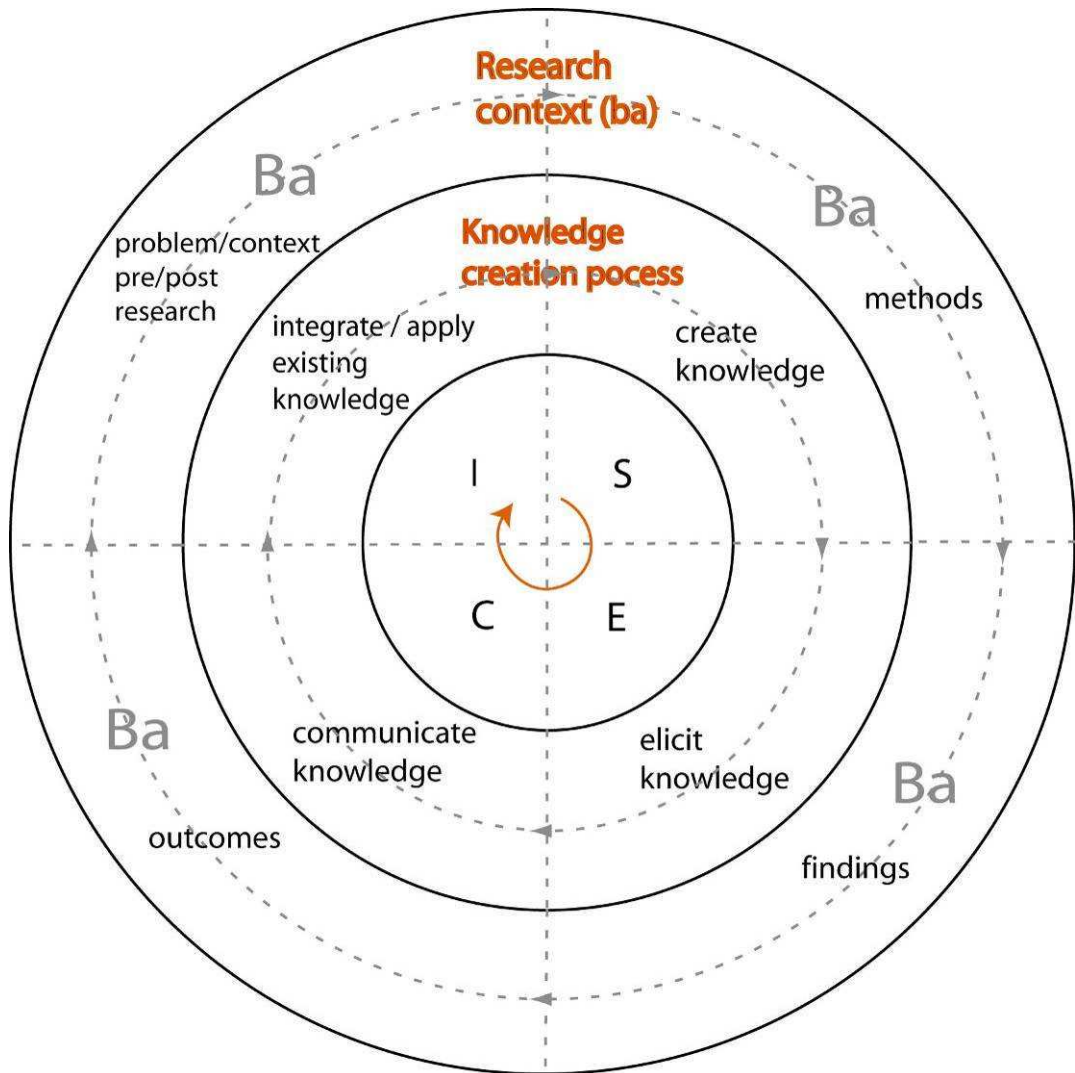 Research
context (ba)
Ba
Ba
problem/context
pre/post
research
methods
Knowledge
creation pocess
integrate / apply
existing
knowledge
create
knowledge
I
S
C
E
communicate
knowledge
elicit
knowledge
Ba
Ba
outcomes
findings